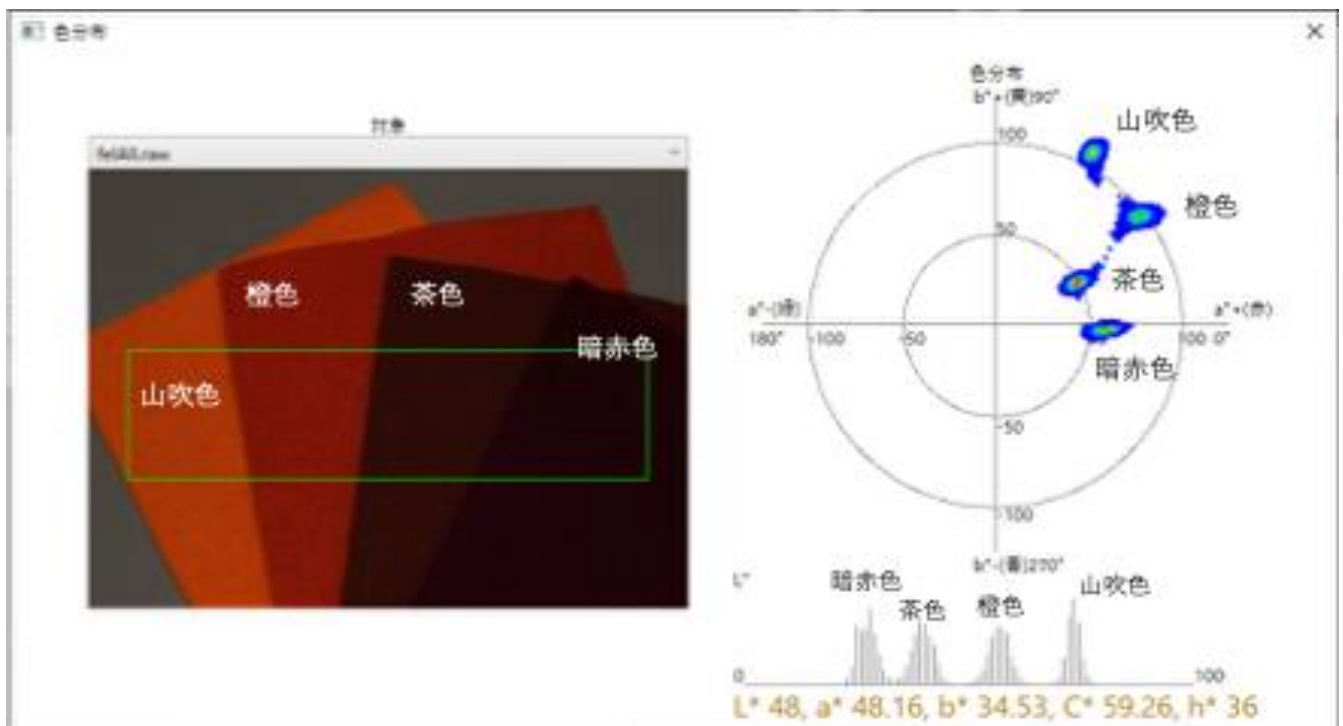 色分布
対象
橙色
茶色
暗赤色
山吹色
色分布
b*+(黄)90°
山吹色
100
橙色
50
茶色
a*-(緑)
a*+(赤)
180°
-100
-50
100 0°
暗赤色
-50
-100
b*-(青)270°
L*
暗赤色
茶色
橙色
山吹色
0
100
L* 48, a* 48.16, b* 34.53, C* 59.26, h* 36